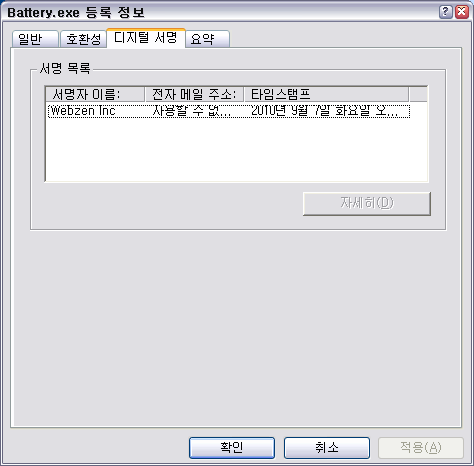 Battery.exe 등록 정보
일반 호환성 디지털 서명 요약
서명 목록
서명자 이름: 전자 메일 주소: 타임스탬프
Webzen Inc 사용할 수 없... 2010년 9월 7일 화요일 오...
자세히(D)
확인 취소 적용(A)